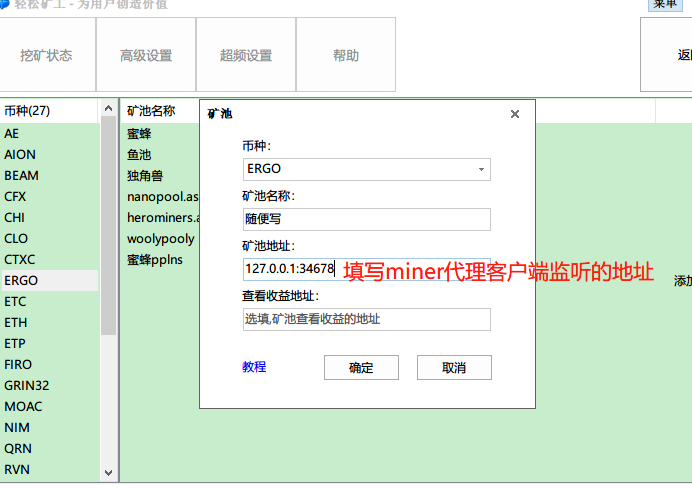 轻松矿工 - 为用户创造价值
菜单
挖矿状态
高级设置
超频设置
帮助
币种(27)
矿池名称
AE
AION
BEAM
CFX
CHI
CLO
CTXC
ERGO
ETC
ETH
ETP
FIRO
GRIN32
MOAC
NIM
QRN
RVN
蜜蜂
鱼池
独角兽
nanopool.as
herominers.a
woolypooly
蜜蜂pplns
矿池
币种：
ERGO
矿池名称：
随便写
矿池地址：
127.0.0.1:34678
填写miner代理客户端监听的地址
查看收益地址：
选填,矿池查看收益的地址
教程
确定
取消
添加